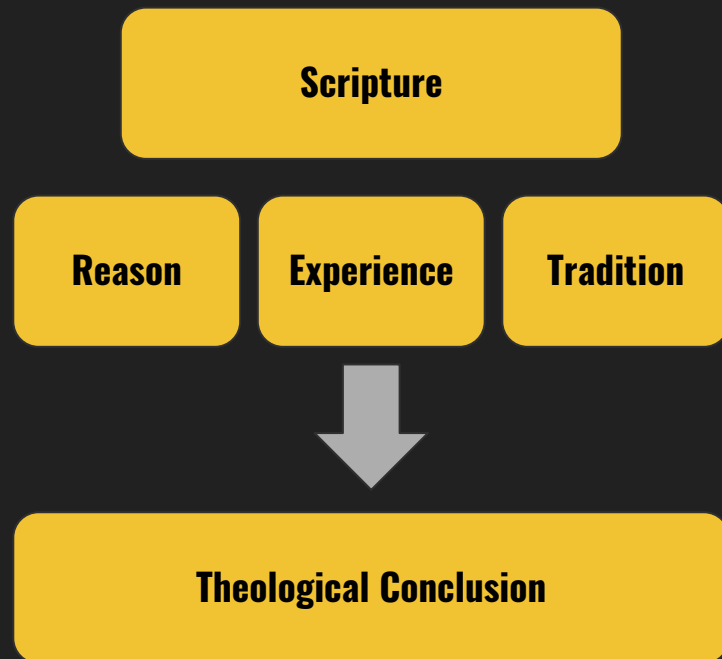 Scripture
Reason
Experience
Tradition
Theological Conclusion